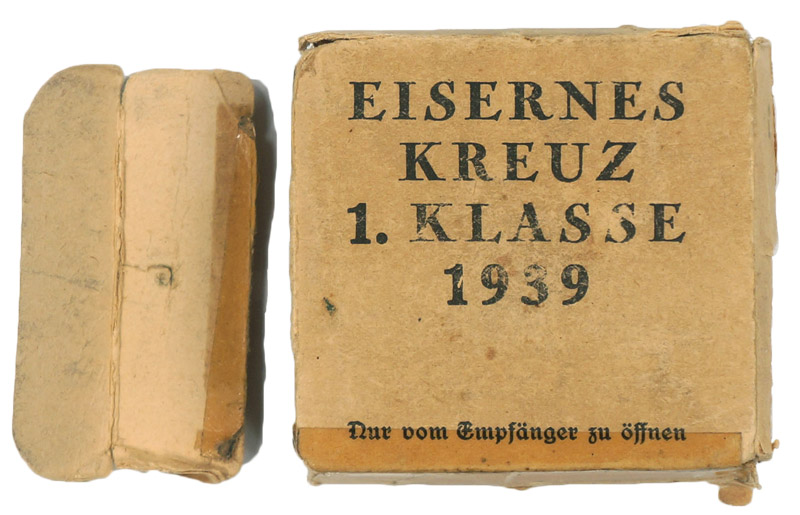 EISERNES
KREUZ
1. KLASSE
1939
Nur vom Empfänger zu öffnen